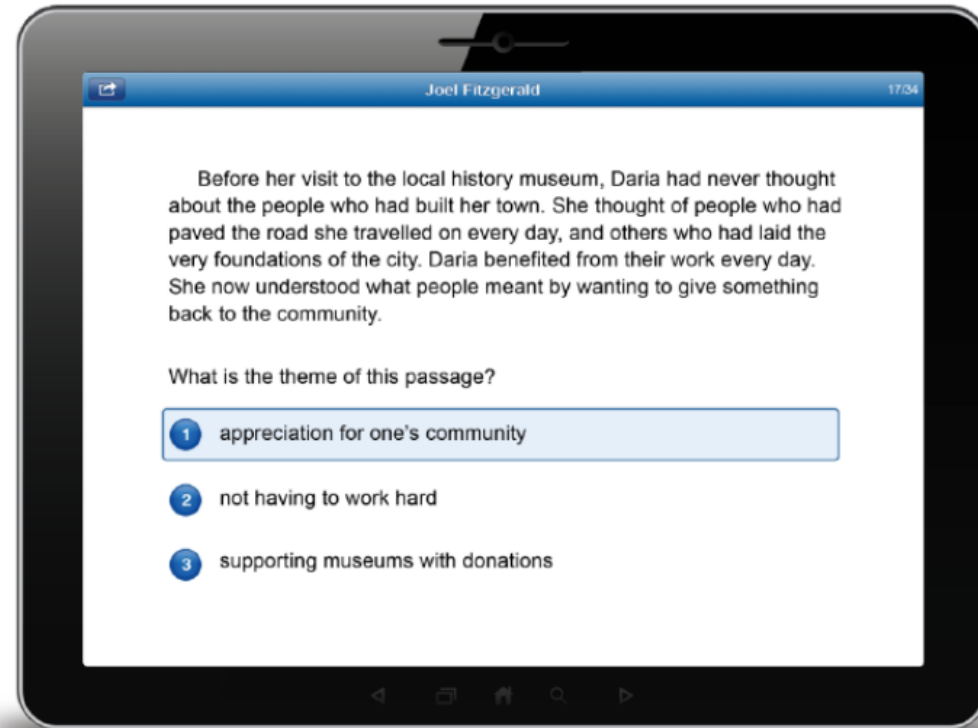 Joel Fitzgerald
17/34
Before her visit to the local history museum, Daria had never thought
about the people who had built her town. She thought of people who had
paved the road she travelled on every day, and others who had laid the
very foundations of the city. Daria benefited from their work every day.
She now understood what people meant by wanting to give something
back to the community.
What is the theme of this passage?
1 appreciation for one's community
2 not having to work hard
3 supporting museums with donations